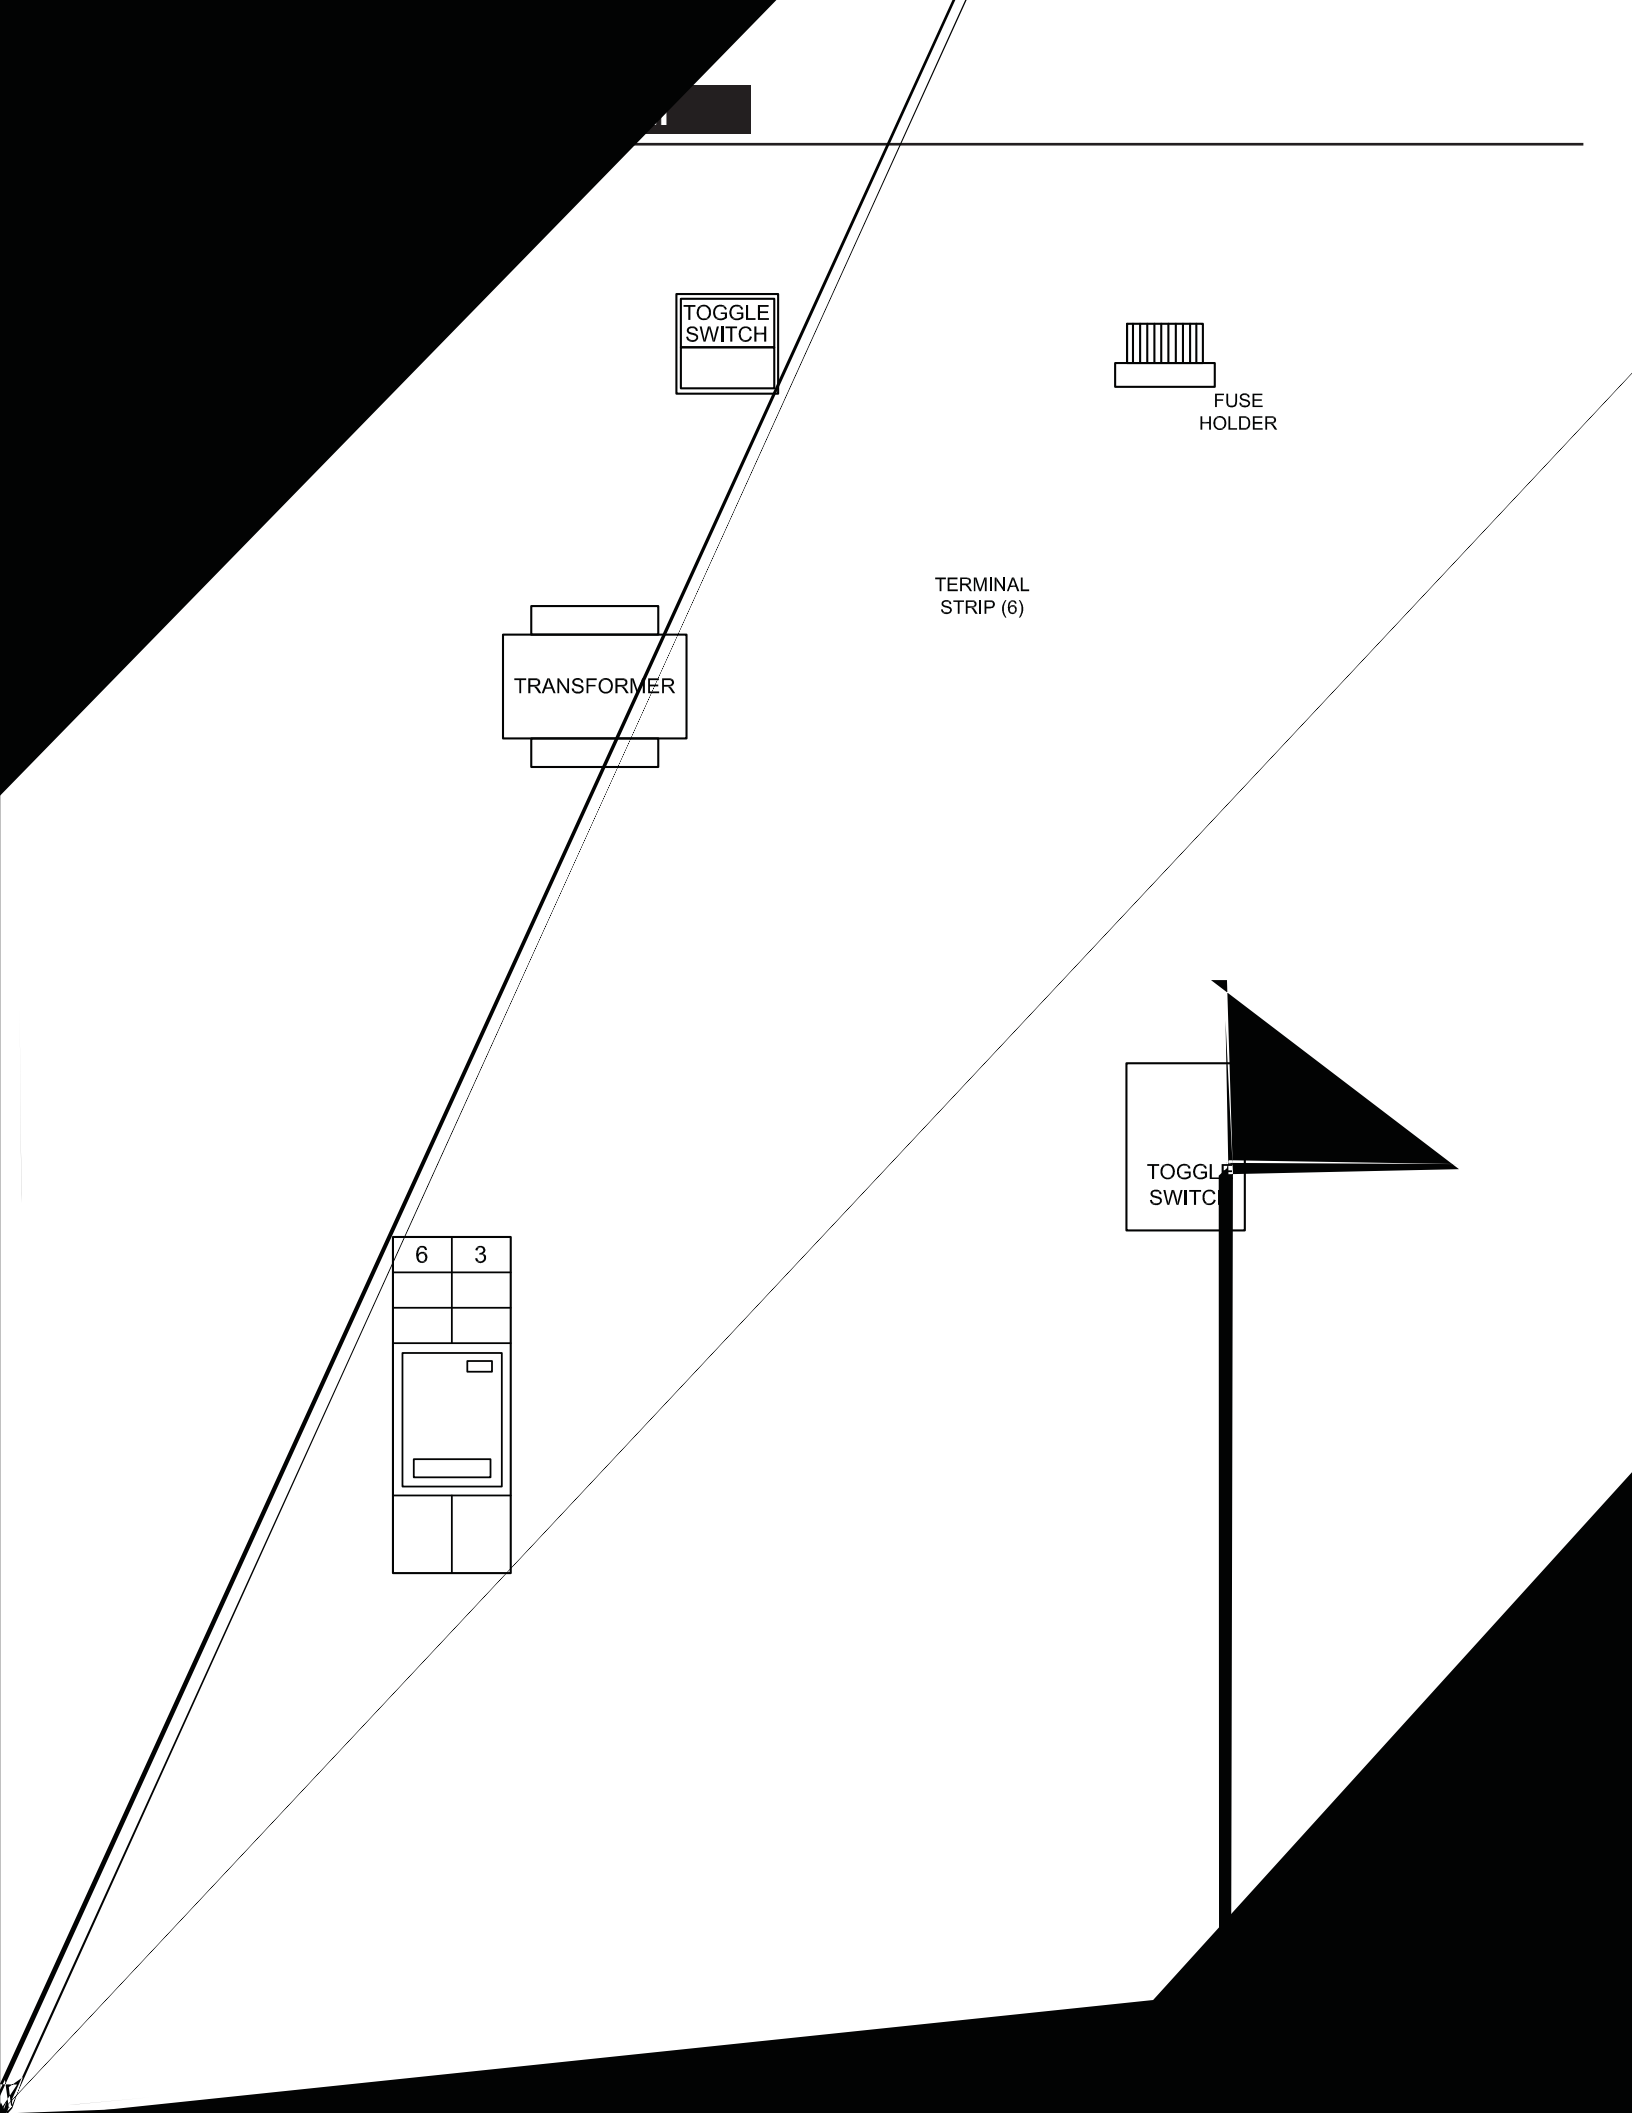 TOGGLE
SWITCH
FUSE
HOLDER
TERMINAL
STRIP (6)
TRANSFORMER
TOGGLE
SWITCH
6 3